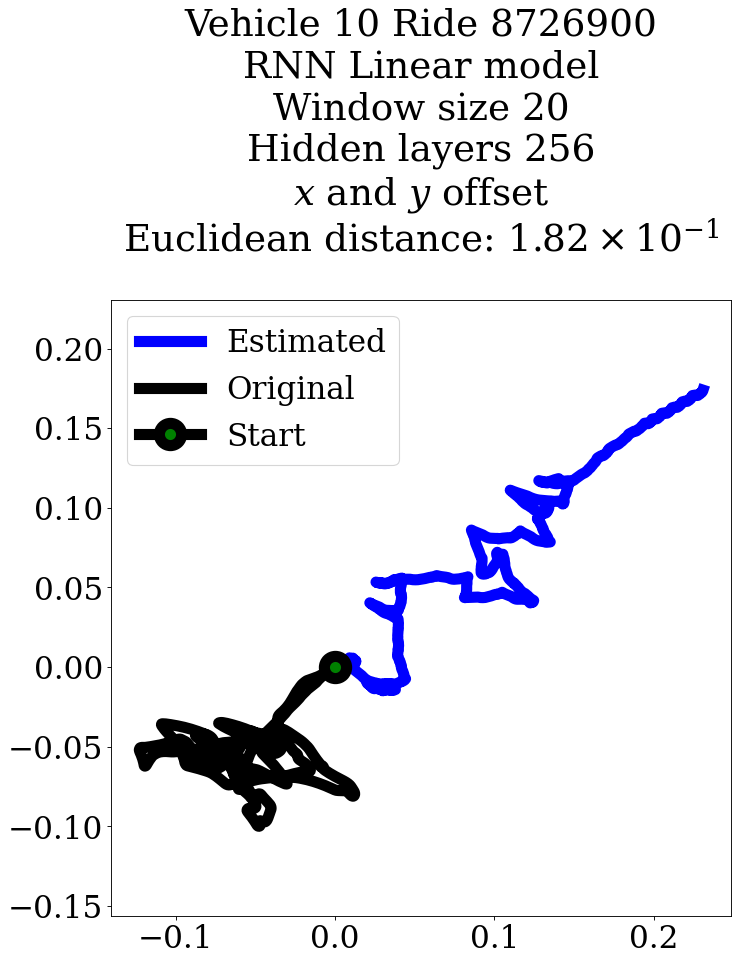 Vehicle 10 Ride 8726900
RNN Linear model
Window size 20
Hidden layers 256
x and y offset
Euclidean distance: 1.82 × 10⁻¹
Estimated
Original
Start
0.20
0.15
0.10
0.05
0.00
−0.05
−0.10
−0.15
−0.1 0.0 0.1 0.2